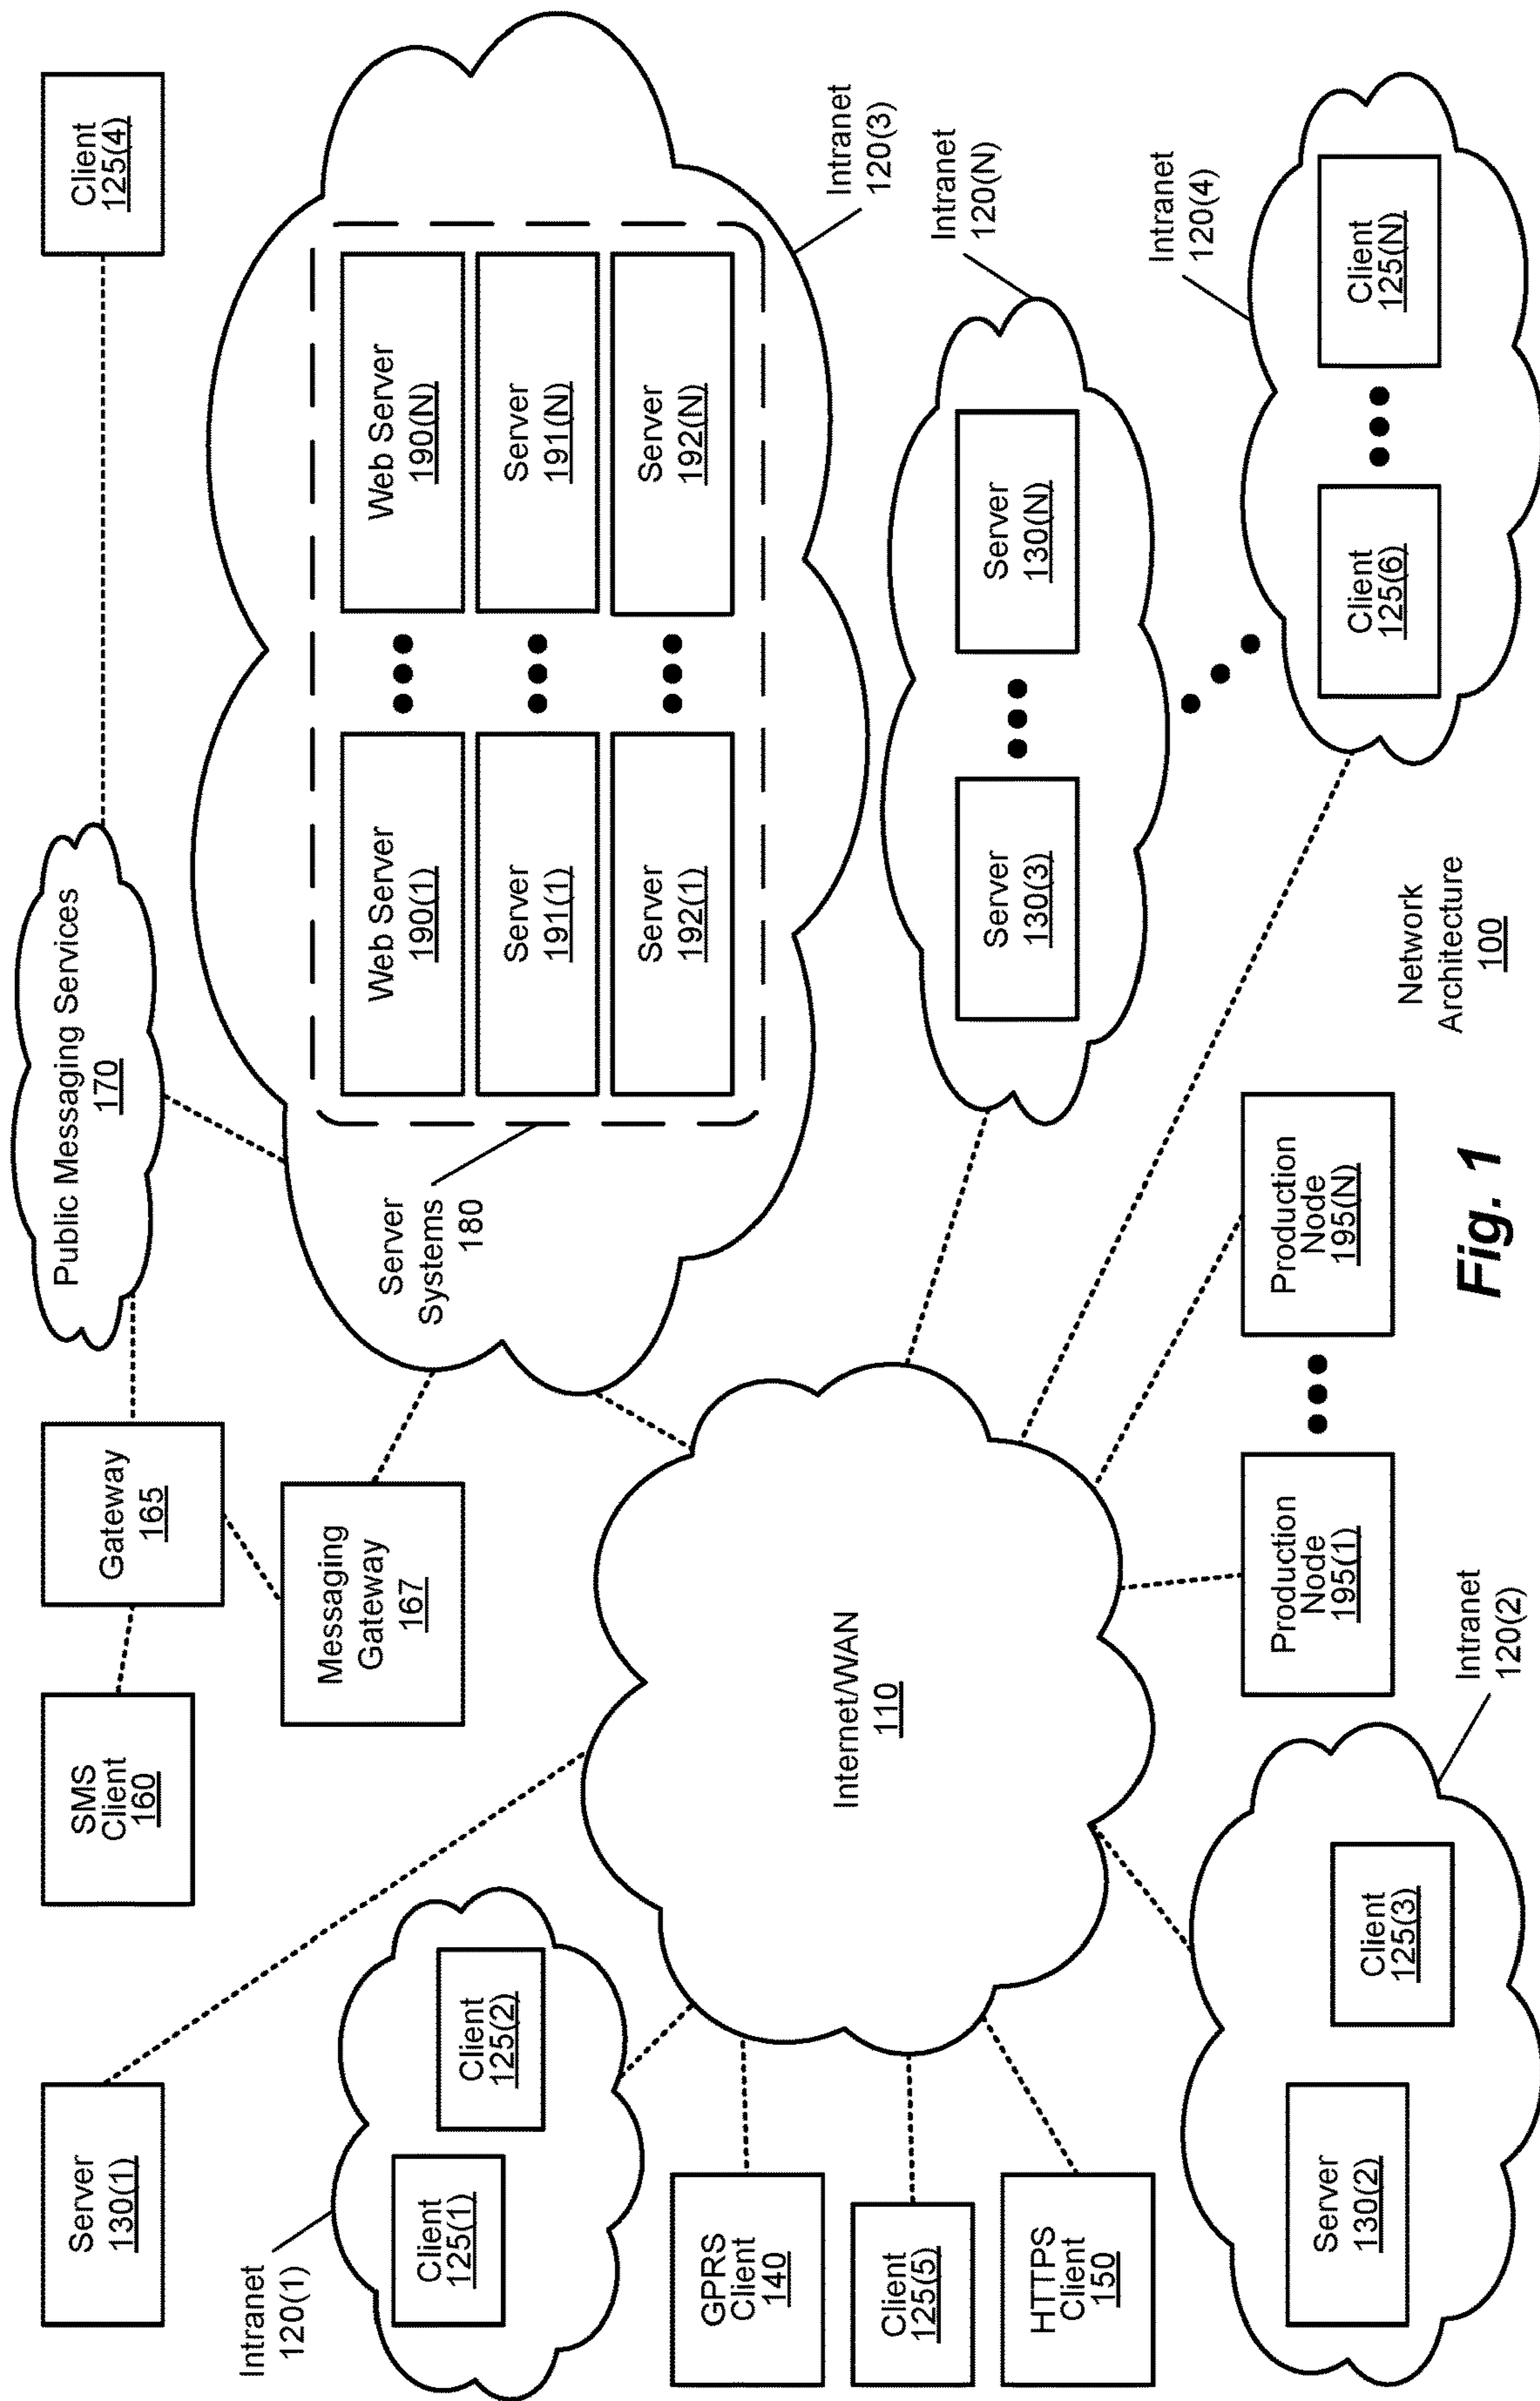 Server
130(1)
SMS
Client
160
Gateway
165
Public Messaging Services
170
Client
125(4)
Intranet
120(1)
Client
125(1)
Client
125(2)
Messaging
Gateway
167
Server
Systems
180
Web Server
190(1)
Web Server
190(N)
Server
191(1)
Server
191(N)
Server
192(1)
Server
192(N)
Intranet
120(3)
GPRS
Client
140
Client
125(5)
HTTPS
Client
150
Internet/WAN
110
Server
130(3)
Server
130(N)
Intranet
120(N)
Intranet
120(4)
Client
125(6)
Client
125(N)
Server
130(2)
Client
125(3)
Intranet
120(2)
Production
Node
195(1)
Production
Node
195(N)
Network
Architecture
100
Fig. 1